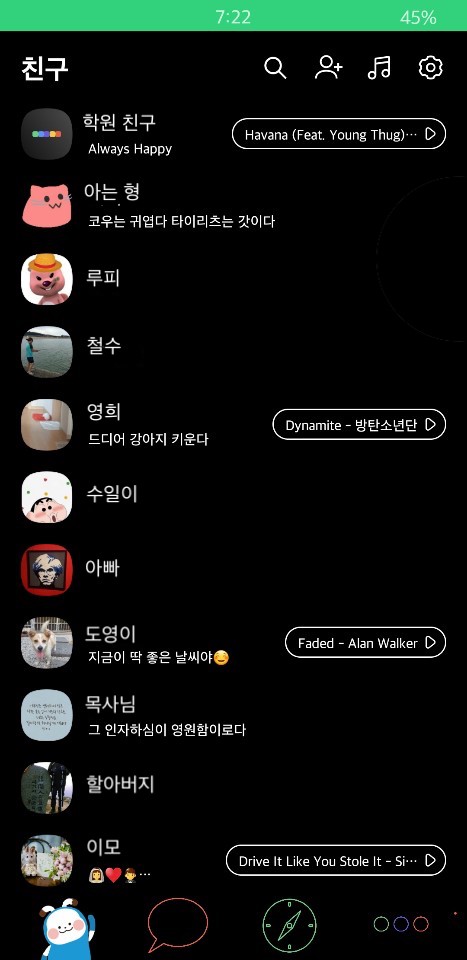 7:22
45%
친구
학원 친구
Always Happy
Havana (Feat. Young Thug)···
아는 형
코우는 귀엽다 타이리츠는 갓이다
루피
철수
영희
드디어 강아지 키운다
Dynamite - 방탄소년단
수일이
아빠
도영이
지금이 딱 좋은 날씨야☺️
Faded - Alan Walker
목사님
그 인자하심이 영원함이로다
할아버지
이모
👰❤️🤵···
Drive It Like You Stole It - Si···